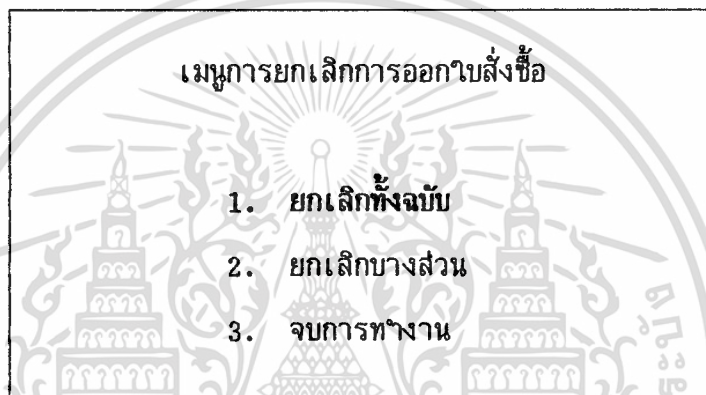 เมนูการยกเลิกการออกใบสั่งซื้อ
1. ยกเลิกทั้งฉบับ
2. ยกเลิกบางส่วน
3. จบการทำงาน